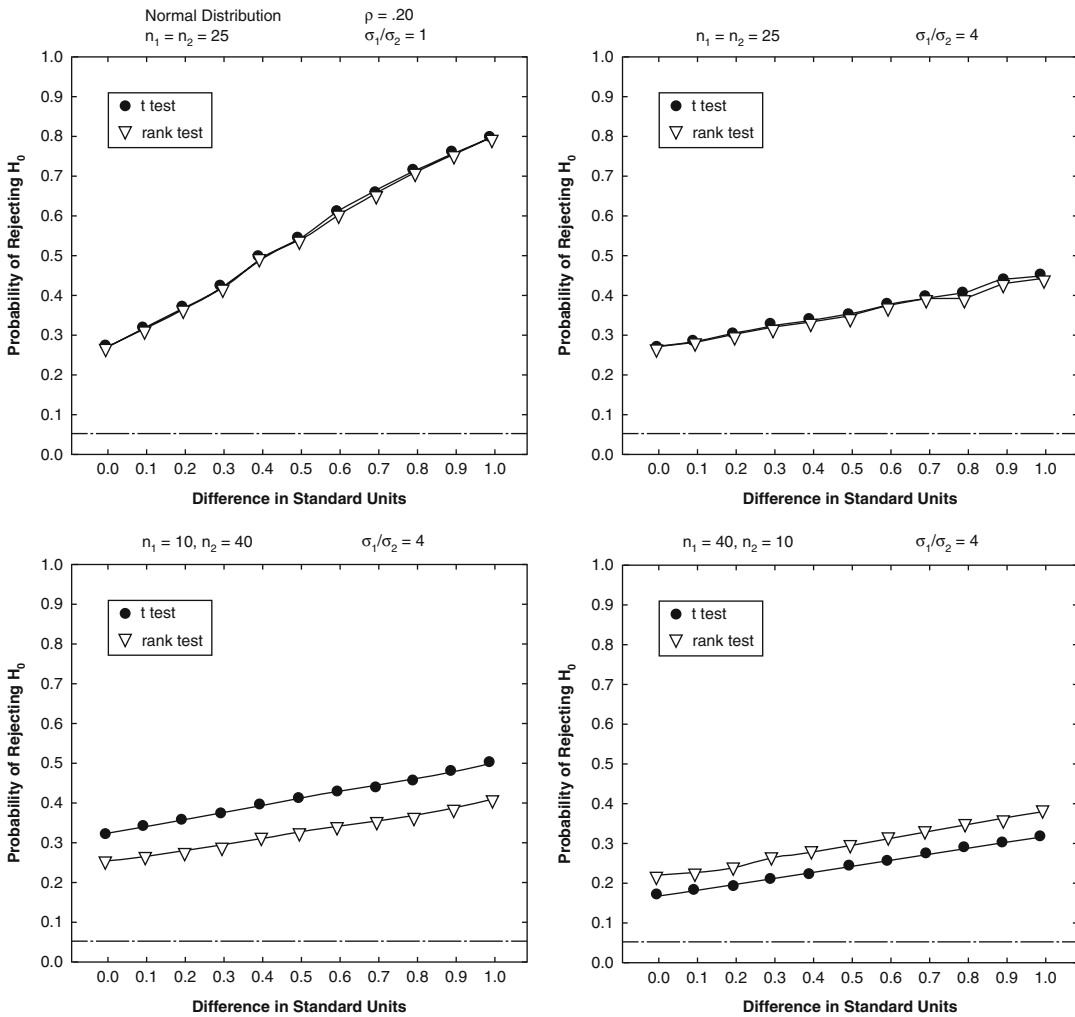 Normal Distribution ρ = .20
n₁ = n₂ = 25 σ₁/σ₂ = 1
1.0
0.9
0.8
0.7
0.6
0.5
0.4
0.3
0.2
0.1
0.0
Probability of Rejecting H₀
t test
rank test
0.0 0.1 0.2 0.3 0.4 0.5 0.6 0.7 0.8 0.9 1.0
Difference in Standard Units
n₁ = n₂ = 25 σ₁/σ₂ = 4
1.0
0.9
0.8
0.7
0.6
0.5
0.4
0.3
0.2
0.1
0.0
Probability of Rejecting H₀
t test
rank test
0.0 0.1 0.2 0.3 0.4 0.5 0.6 0.7 0.8 0.9 1.0
Difference in Standard Units
n₁ = 10, n₂ = 40 σ₁/σ₂ = 4
1.0
0.9
0.8
0.7
0.6
0.5
0.4
0.3
0.2
0.1
0.0
Probability of Rejecting H₀
t test
rank test
0.0 0.1 0.2 0.3 0.4 0.5 0.6 0.7 0.8 0.9 1.0
Difference in Standard Units
n₁ = 40, n₂ = 10 σ₁/σ₂ = 4
1.0
0.9
0.8
0.7
0.6
0.5
0.4
0.3
0.2
0.1
0.0
Probability of Rejecting H₀
t test
rank test
0.0 0.1 0.2 0.3 0.4 0.5 0.6 0.7 0.8 0.9 1.0
Difference in Standard Units